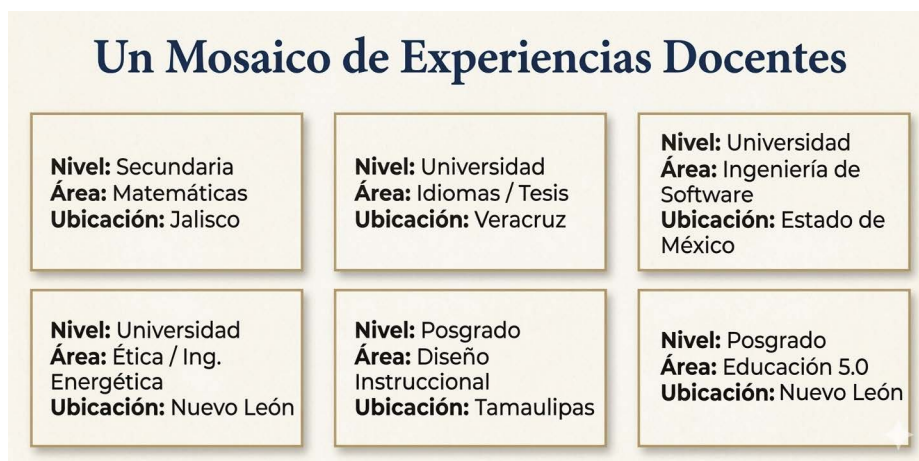 Un Mosaico de Experiencias Docentes
Nivel: Secundaria
Área: Matemáticas
Ubicación: Jalisco
Nivel: Universidad
Área: Idiomas / Tesis
Ubicación: Veracruz
Nivel: Universidad
Área: Ingeniería de
Software
Ubicación: Estado de
México
Nivel: Universidad
Área: Ética / Ing.
Energética
Ubicación: Nuevo León
Nivel: Posgrado
Área: Diseño
Instruccional
Ubicación: Tamaulipas
Nivel: Posgrado
Área: Educación 5.0
Ubicación: Nuevo León